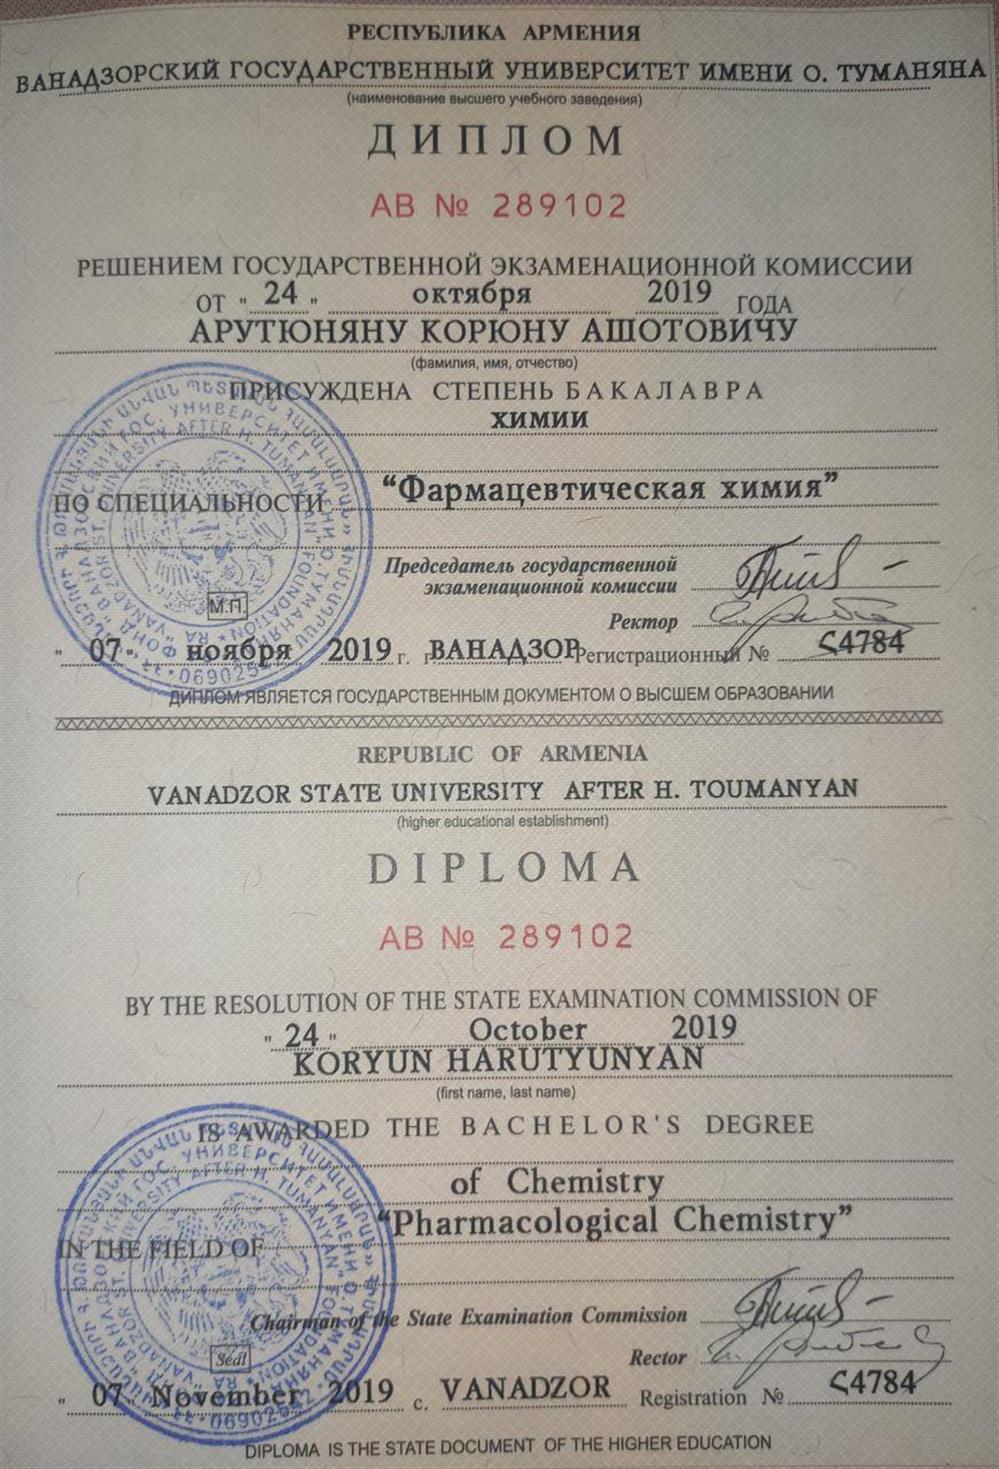 РЕСПУБЛИКА АРМЕНИЯ
ВАНАДЗОРСКИЙ ГОСУДАРСТВЕННЫЙ УНИВЕРСИТЕТ ИМЕНИ О. ТУМАНЯНА
(наименование высшего учебного заведения)
ДИПЛОМ
АВ № 289102
РЕШЕНИЕМ ГОСУДАРСТВЕННОЙ ЭКЗАМЕНАЦИОННОЙ КОМИССИИ
ОТ " 24 " октября 2019 ГОДА
АРУТЮНЯНУ КОРЮНУ АШОТОВИЧУ
(фамилия, имя, отчество)
ПРИСУЖДЕНА СТЕПЕНЬ БАКАЛАВРА
ХИМИИ
ПО СПЕЦИАЛЬНОСТИ “Фармацевтическая химия”
Председатель государственной
экзаменационной комиссии
М.П.
Ректор
" 07 " ноября 2019 г. г. ВАНАДЗОР Регистрационный № C4784
ДИПЛОМ ЯВЛЯЕТСЯ ГОСУДАРСТВЕННЫМ ДОКУМЕНТОМ О ВЫСШЕМ ОБРАЗОВАНИИ
REPUBLIC OF ARMENIA
VANADZOR STATE UNIVERSITY AFTER H. TOUMANYAN
(higher educational establishment)
DIPLOMA
AB № 289102
BY THE RESOLUTION OF THE STATE EXAMINATION COMMISSION OF
" 24 " October 2019
KORYUN HARUTYUNYAN
(first name, last name)
IS AWARDED THE BACHELOR'S DEGREE
of Chemistry
IN THE FIELD OF “Pharmacological Chemistry”
Chairman of the State Examination Commission
Seal
Rector
" 07 " November 2019 c. VANADZOR Registration № C4784
DIPLOMA IS THE STATE DOCUMENT OF THE HIGHER EDUCATION